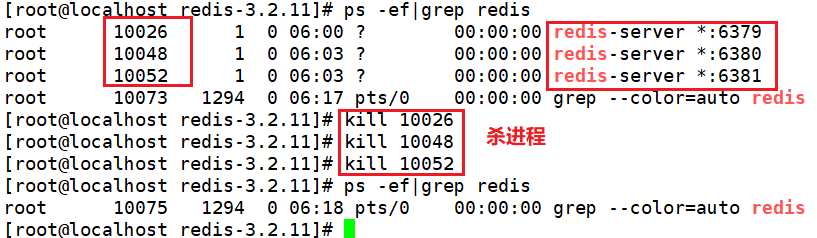 [root@localhost redis-3.2.11]# ps -ef|grep redis
root      10026      1  0 06:00 ?        00:00:00 redis-server *:6379
root      10048      1  0 06:03 ?        00:00:00 redis-server *:6380
root      10052      1  0 06:03 ?        00:00:00 redis-server *:6381
root      10073   1294  0 06:17 pts/0    00:00:00 grep --color=auto redis
[root@localhost redis-3.2.11]# kill 10026
[root@localhost redis-3.2.11]# kill 10048 杀进程
[root@localhost redis-3.2.11]# kill 10052
[root@localhost redis-3.2.11]# ps -ef|grep redis
root      10075   1294  0 06:18 pts/0    00:00:00 grep --color=auto redis
[root@localhost redis-3.2.11]#